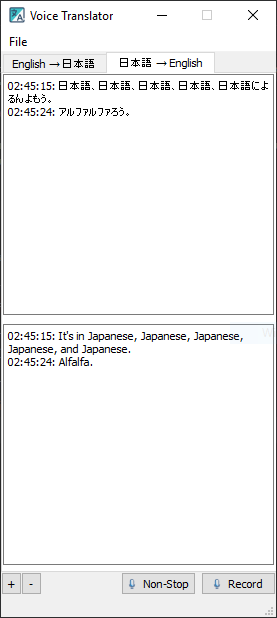 Voice Translator
File
English → 日本語
日本語 → English
02:45:15: 日本語、日本語、日本語、日本語、日本語によ
るんよもう。
02:45:24: アルファルファろう。
02:45:15: It's in Japanese, Japanese, Japanese,
Japanese, and Japanese.
02:45:24: Alfalfa.
+
-
Non-Stop
Record